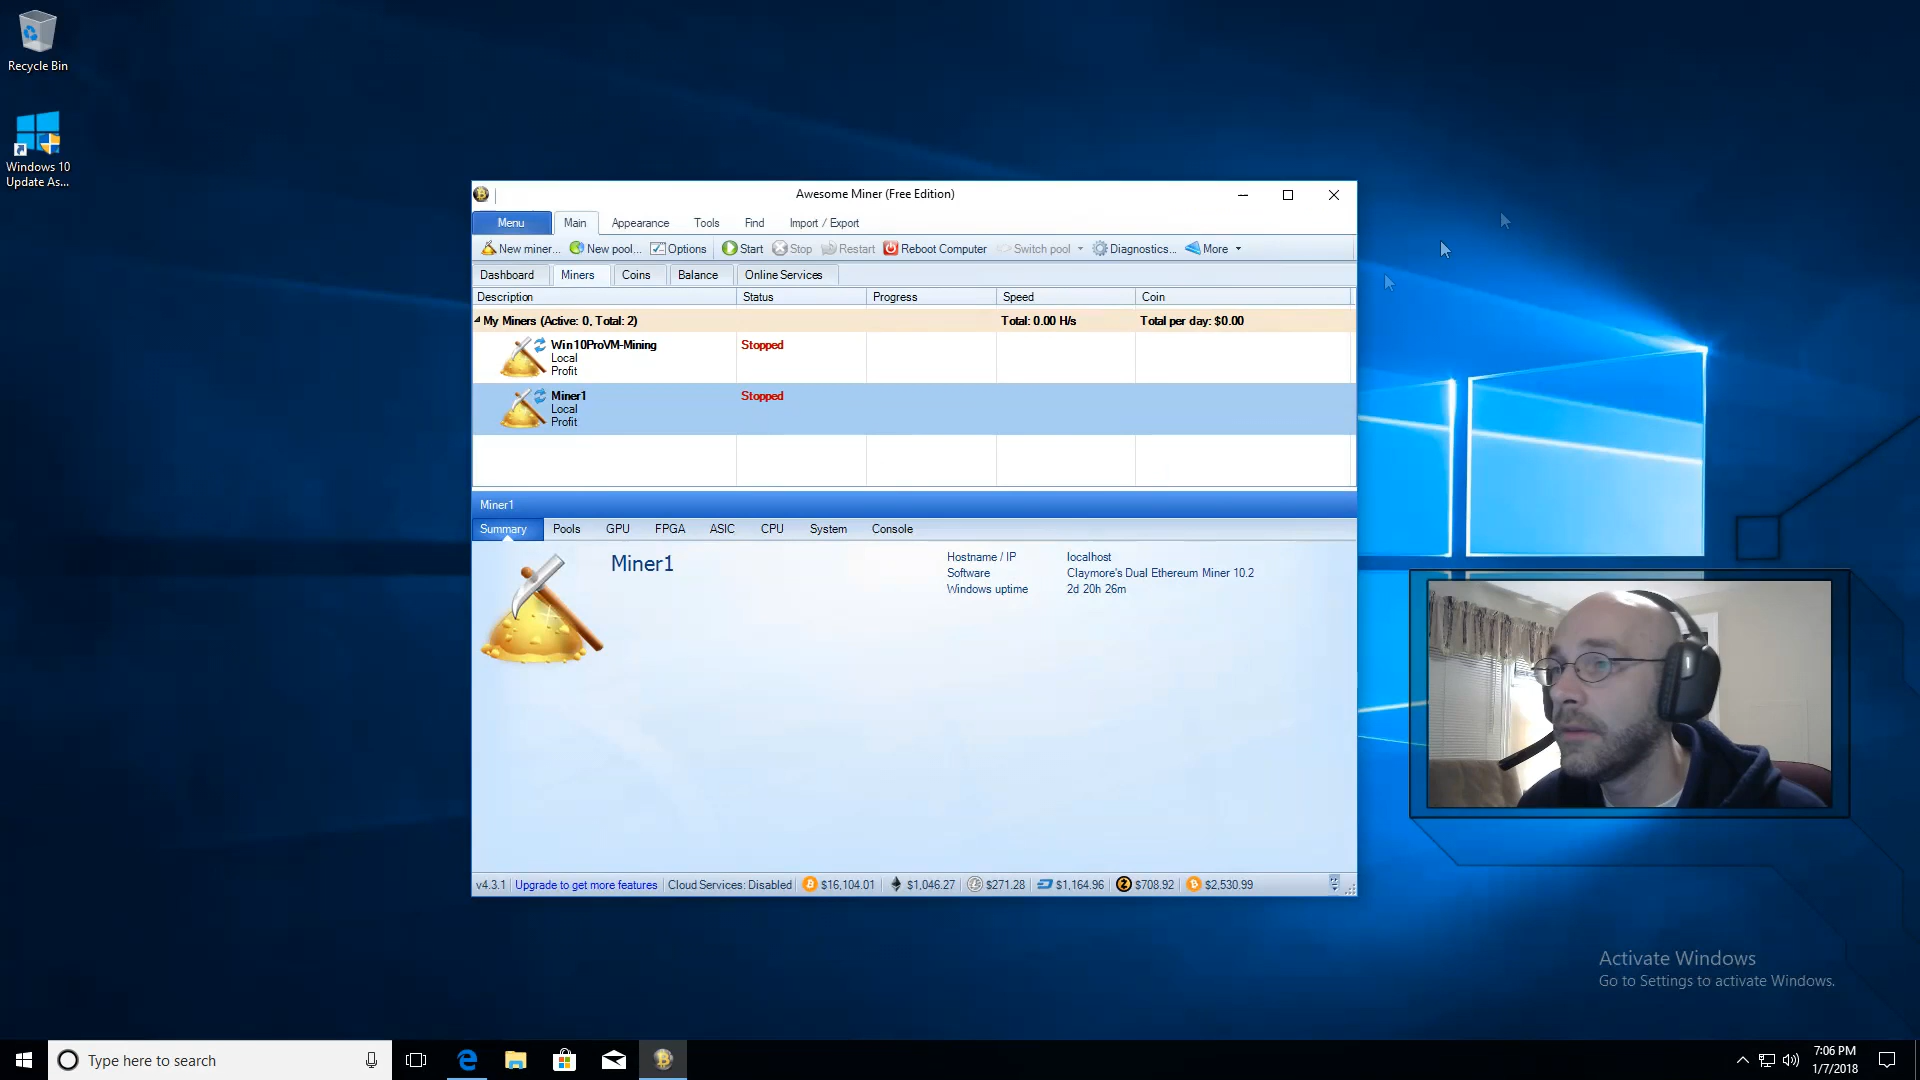 Recycle Bin
Windows 10
Update As...
Awesome Miner (Free Edition)
Menu Main Appearance Tools Find Import / Export
New miner... New pool... Options Start Stop Restart Reboot Computer Switch pool Diagnostics... More
Dashboard Miners Coins Balance Online Services
Description Status Progress Speed Coin
My Miners (Active: 0, Total: 2) Total: 0.00 H/s Total per day: $0.00
Win10ProVM-Mining Stopped
Local
Profit
Miner1 Stopped
Local
Profit
Miner1
Summary Pools GPU FPGA ASIC CPU System Console
Miner1
Hostname / IP localhost
Software Claymore's Dual Ethereum Miner 10.2
Windows uptime 2d 20h 26m
v4.3.1 Upgrade to get more features Cloud Services: Disabled $16,104.01 $1,046.27 $271.28 $1,164.96 $708.92 $2,530.99
Activate Windows
Go to Settings to activate Windows.
Type here to search
7:06 PM
1/7/2018